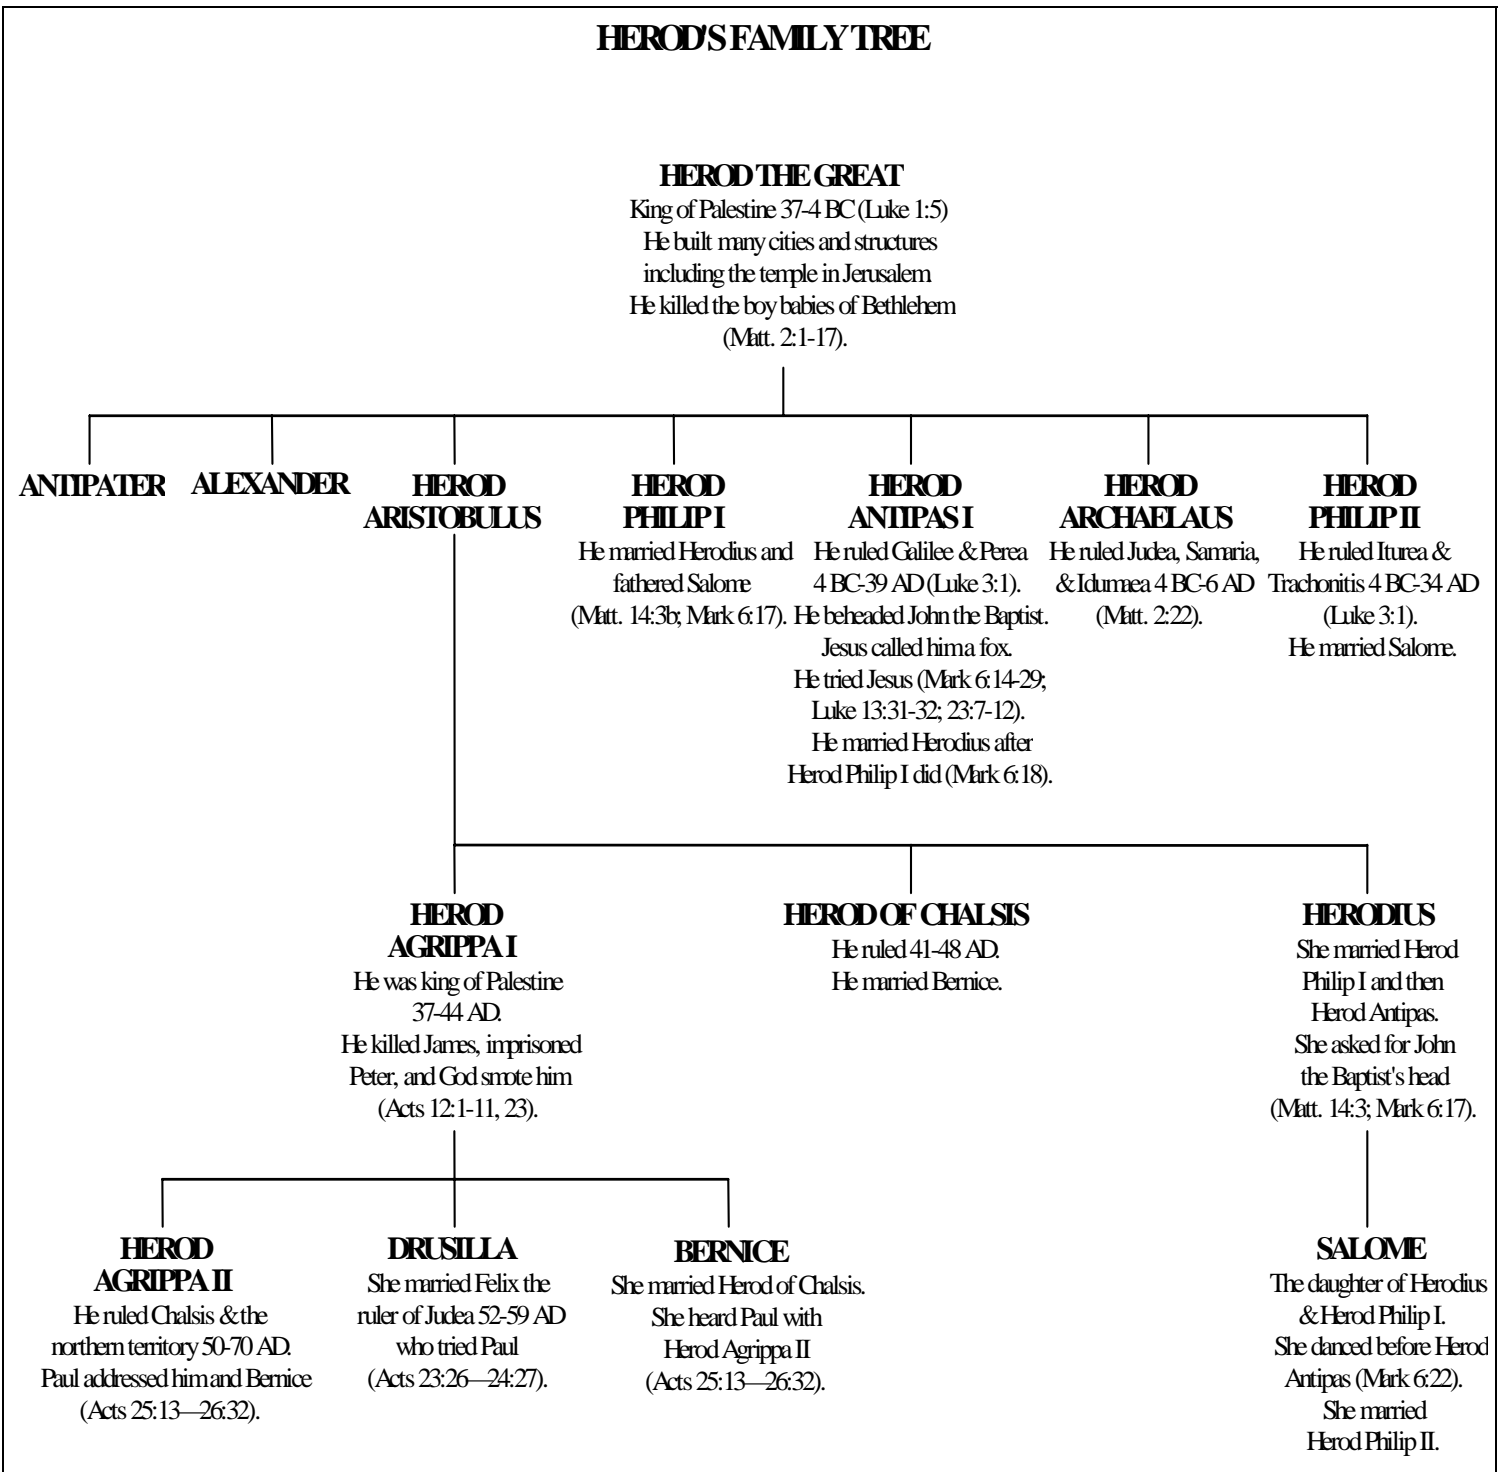 HEROD'S FAMILY TREE
HEROD THE GREAT
King of Palestine 37-4 BC (Luke 1:5)
He built many cities and structures
including the temple in Jerusalem
He killed the boy babies of Bethlehem
(Matt. 2:1-17).
ANTIPATER
ALEXANDER
HEROD
ARISTOBULUS
HEROD
PHILIP I
He married Herodius and
fathered Salome
(Matt. 14:3b; Mark 6:17).
HEROD
ANTIPAS I
He ruled Galilee & Perea
4 BC-39 AD (Luke 3:1).
He beheaded John the Baptist.
Jesus called him a fox.
He tried Jesus (Mark 6:14-29;
Luke 13:31-32; 23:7-12).
He married Herodius after
Herod Philip I did (Mark 6:18).
HEROD
ARCHAELAUS
He ruled Judea, Samaria,
& Idumaea 4 BC-6 AD
(Matt. 2:22).
HEROD
PHILIP II
He ruled Iturea &
Trachonitis 4 BC-34 AD
(Luke 3:1).
He married Salome.
HEROD
AGRIPPA I
He was king of Palestine
37-44 AD.
He killed James, imprisoned
Peter, and God smote him
(Acts 12:1-11, 23).
HEROD OF CHALSIS
He ruled 41-48 AD.
He married Bernice.
HERODIUS
She married Herod
Philip I and then
Herod Antipas.
She asked for John
the Baptist's head
(Matt. 14:3; Mark 6:17).
HEROD
AGRIPPA II
He ruled Chalsis & the
northern territory 50-70 AD.
Paul addressed him and Bernice
(Acts 25:13—26:32).
DRUSILLA
She married Felix the
ruler of Judea 52-59 AD
who tried Paul
(Acts 23:26—24:27).
BERNICE
She married Herod of Chalsis.
She heard Paul with
Herod Agrippa II
(Acts 25:13—26:32).
SALOME
The daughter of Herodius
& Herod Philip I.
She danced before Herod
Antipas (Mark 6:22).
She married
Herod Philip II.